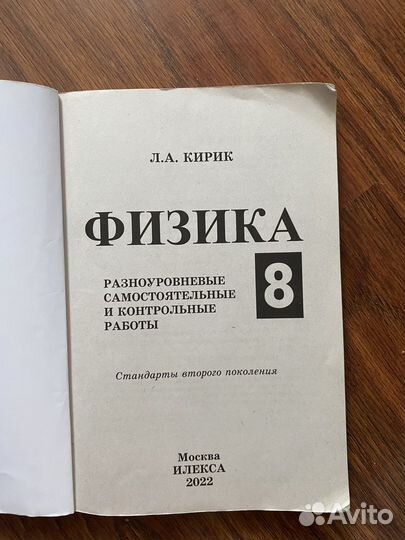 Л.А. КИРИК
ФИЗИКА
РАЗНОУРОВНЕВЫЕ
САМОСТОЯТЕЛЬНЫЕ
И КОНТРОЛЬНЫЕ
РАБОТЫ
8
Стандарты второго поколения
Москва
ИЛЕКСА
2022
Avito